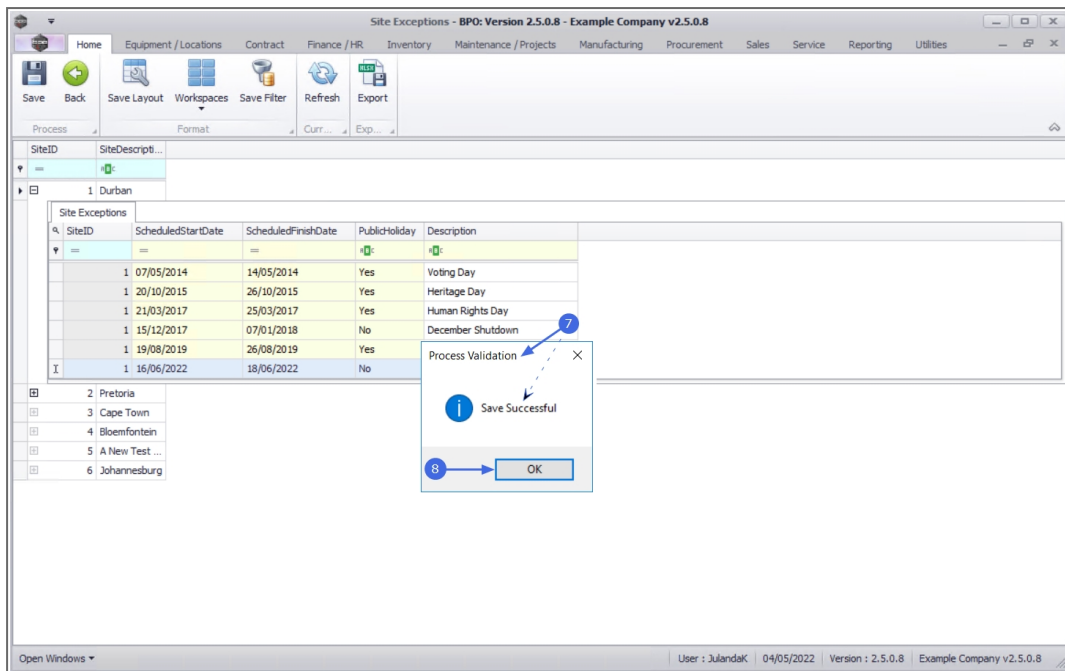 Site Exceptions - BPO: Version 2.5.0.8 - Example Company v2.5.0.8
Home Equipment / Locations Contract Finance / HR Inventory Maintenance / Projects Manufacturing Procurement Sales Service Reporting Utilities
Save Back Save Layout Workspaces Save Filter Refresh Export
Process Format Curr... Exp...
SiteID SiteDescripti...
= ABC
1 Durban
Site Exceptions
SiteID ScheduledStartDate ScheduledFinishDate PublicHoliday Description
= = = ABC ABC
1 07/05/2014 14/05/2014 Yes Voting Day
1 20/10/2015 26/10/2015 Yes Heritage Day
1 21/03/2017 25/03/2017 Yes Human Rights Day
1 15/12/2017 07/01/2018 No December Shutdown
1 19/08/2019 26/08/2019 Yes
1 16/06/2022 18/06/2022 No
7
Process Validation
Save Successful
8 OK
2 Pretoria
3 Cape Town
4 Bloemfontein
5 A New Test ...
6 Johannesburg
Open Windows User : JulandaK 04/05/2022 Version : 2.5.0.8 Example Company v2.5.0.8